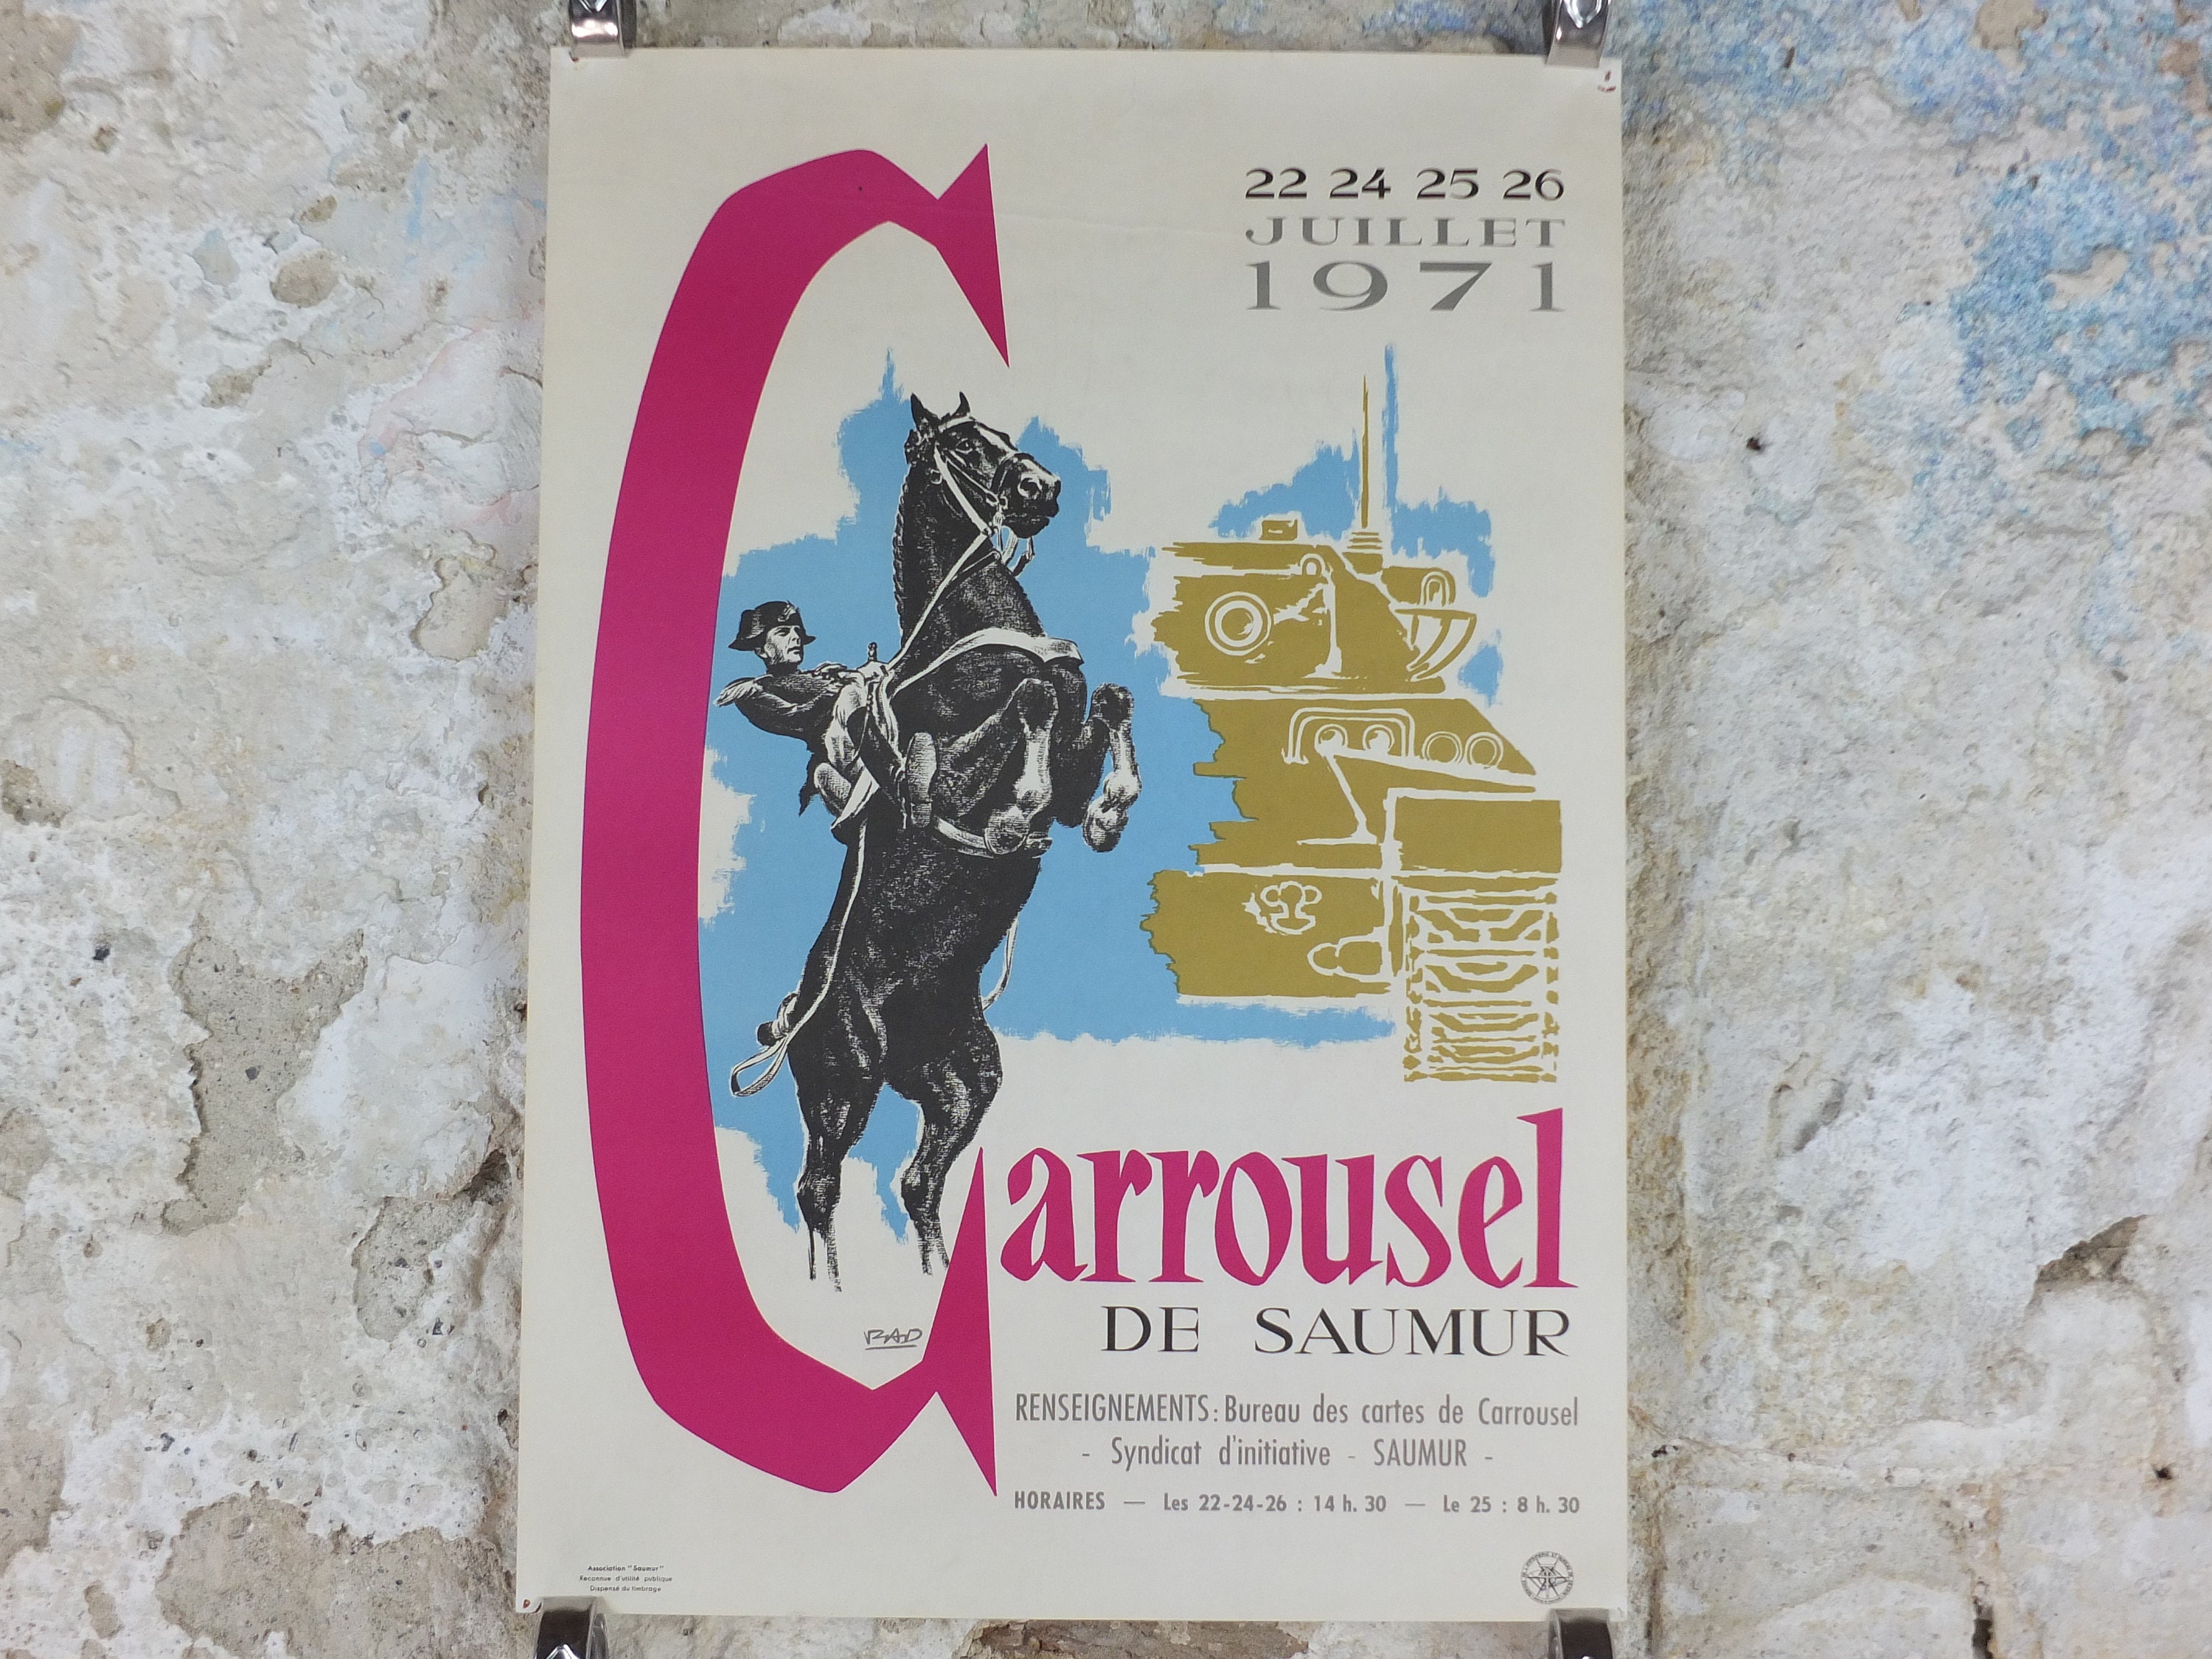 22 24 25 26
JUILLET
1971
Carrousel
DE SAUMUR
RAD
RENSEIGNEMENTS: Bureau des cartes de Carrousel
- Syndicat d'initiative - SAUMUR -
HORAIRES — Les 22-24-26 : 14 h. 30 — Le 25 : 8 h. 30
Association "Saumur"
Reconnue d'utilité publique
Dispensé du timbrage